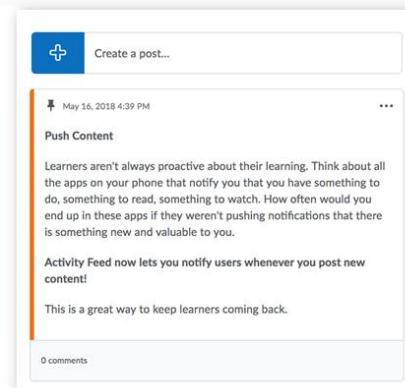 Create a post...
May 16, 2018 4:39 PM
Push Content
Learners aren't always proactive about their learning. Think about all
the apps on your phone that notify you that you have something to
do, something to read, something to watch. How often would you
end up in these apps if they weren't pushing notifications that there
is something new and valuable to you.
Activity Feed now lets you notify users whenever you post new
content!
This is a great way to keep learners coming back.
0 comments